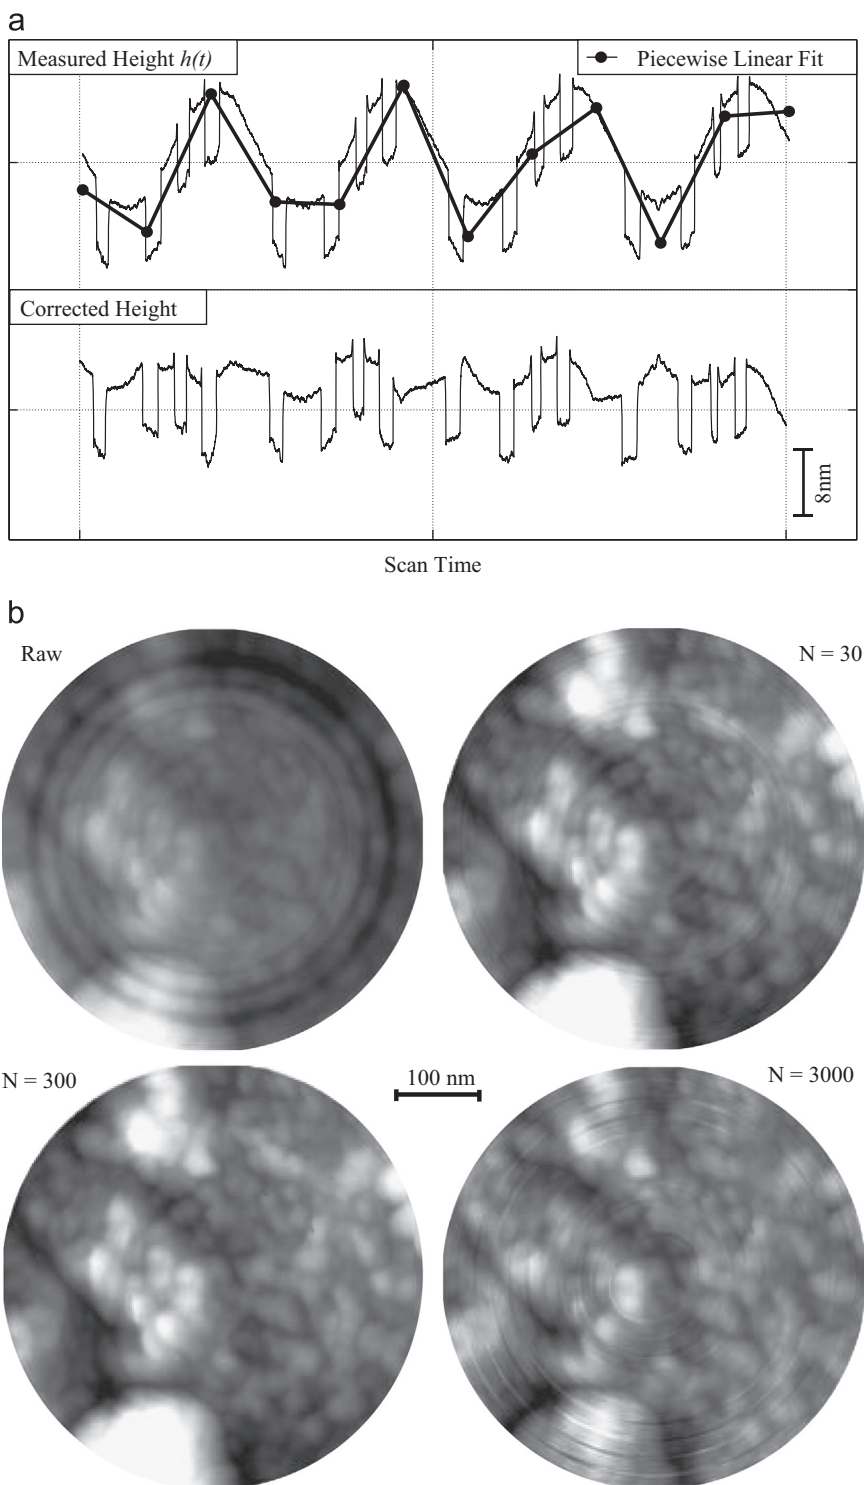 a
Measured Height h(t)
Piecewise Linear Fit
Corrected Height
8nm
Scan Time
b
Raw
N = 30
N = 300
100 nm
N = 3000